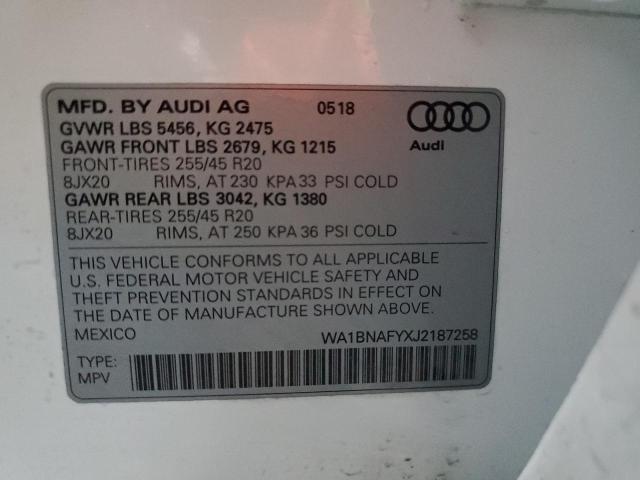 MFD. BY AUDI AG 0518
GVWR LBS 5456, KG 2475
GAWR FRONT LBS 2679, KG 1215
Audi
FRONT-TIRES 255/45 R20
8JX20 RIMS, AT 230 KPA 33 PSI COLD
GAWR REAR LBS 3042, KG 1380
REAR-TIRES 255/45 R20
8JX20 RIMS, AT 250 KPA 36 PSI COLD
THIS VEHICLE CONFORMS TO ALL APPLICABLE
U.S. FEDERAL MOTOR VEHICLE SAFETY AND
THEFT PREVENTION STANDARDS IN EFFECT ON
THE DATE OF MANUFACTURE SHOWN ABOVE.
MEXICO WA1BNAFYXJ2187258
TYPE:
MPV